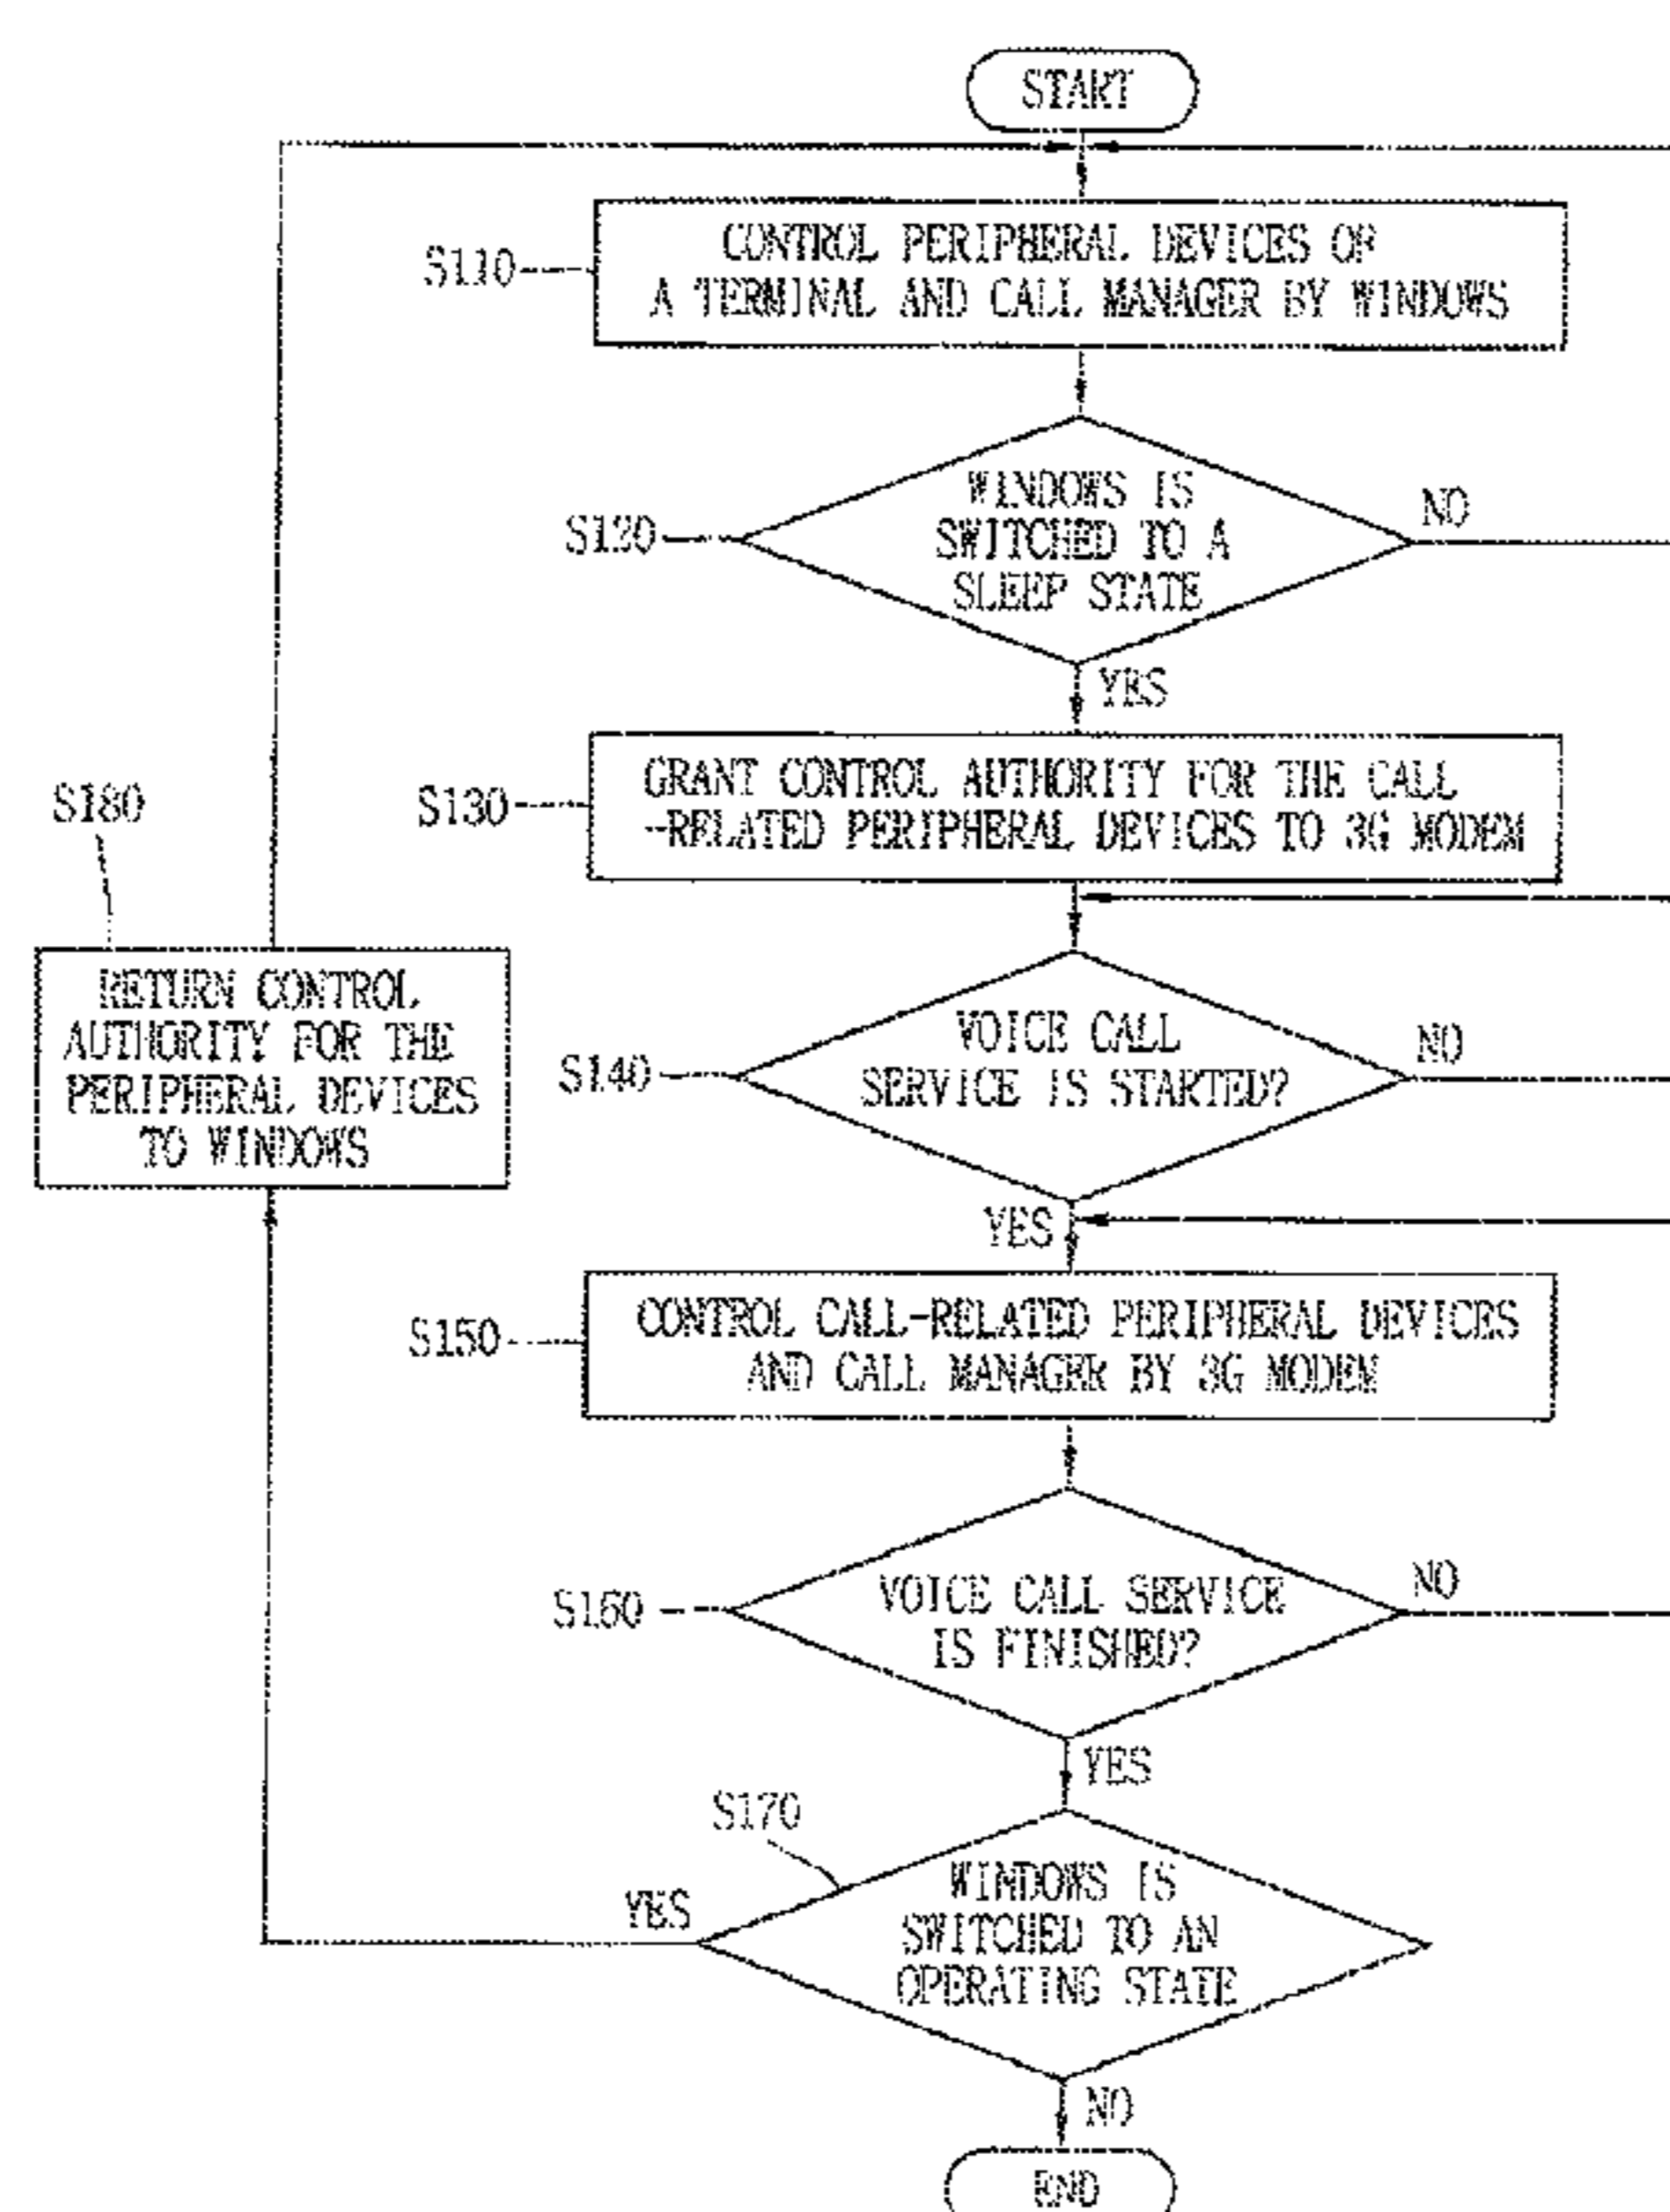 START
S110
CONTROL PERIPHERAL DEVICES OF
A TERMINAL AND CALL MANAGER BY WINDOWS
S120
WINDOWS IS
SWITCHED TO A
SLEEP STATE
NO
YES
S130
GRANT CONTROL AUTHORITY FOR THE CALL
-RELATED PERIPHERAL DEVICES TO 3G MODEM
S180
RETURN CONTROL
AUTHORITY FOR THE
PERIPHERAL DEVICES
TO WINDOWS
S140
VOICE CALL
SERVICE IS STARTED?
NO
YES
S150
CONTROL CALL-RELATED PERIPHERAL DEVICES
AND CALL MANAGER BY 3G MODEM
S160
VOICE CALL SERVICE
IS FINISHED?
NO
YES
S170
WINDOWS IS
SWITCHED TO AN
OPERATING STATE
YES
NO
END